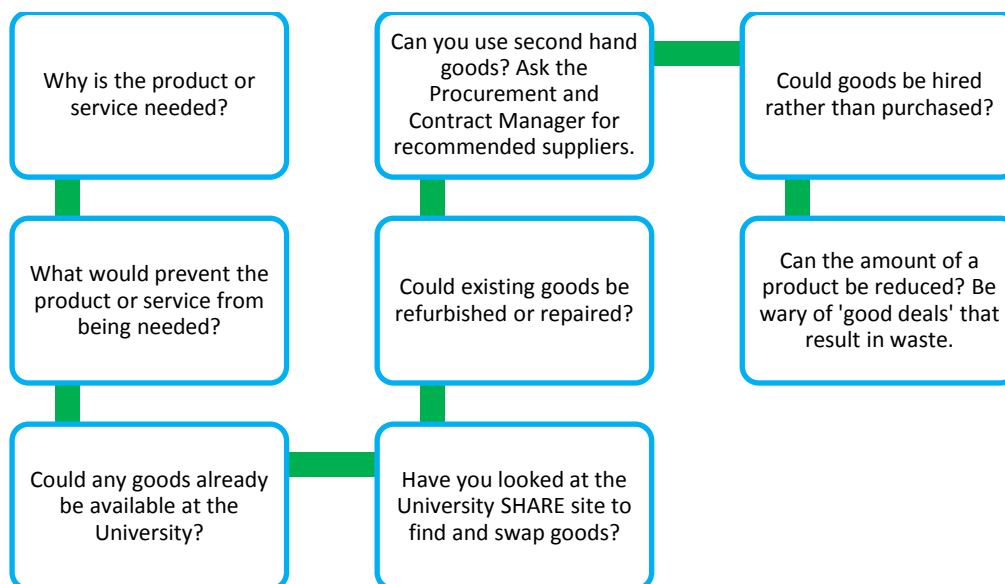 Why is the product or
service needed?
What would prevent the
product or service from
being needed?
Could any goods already
be available at the
University?
Have you looked at the
University SHARE site to
find and swap goods?
Could existing goods be
refurbished or repaired?
Can you use second hand
goods? Ask the
Procurement and
Contract Manager for
recommended suppliers.
Could goods be hired
rather than purchased?
Can the amount of a
product be reduced? Be
wary of 'good deals' that
result in waste.